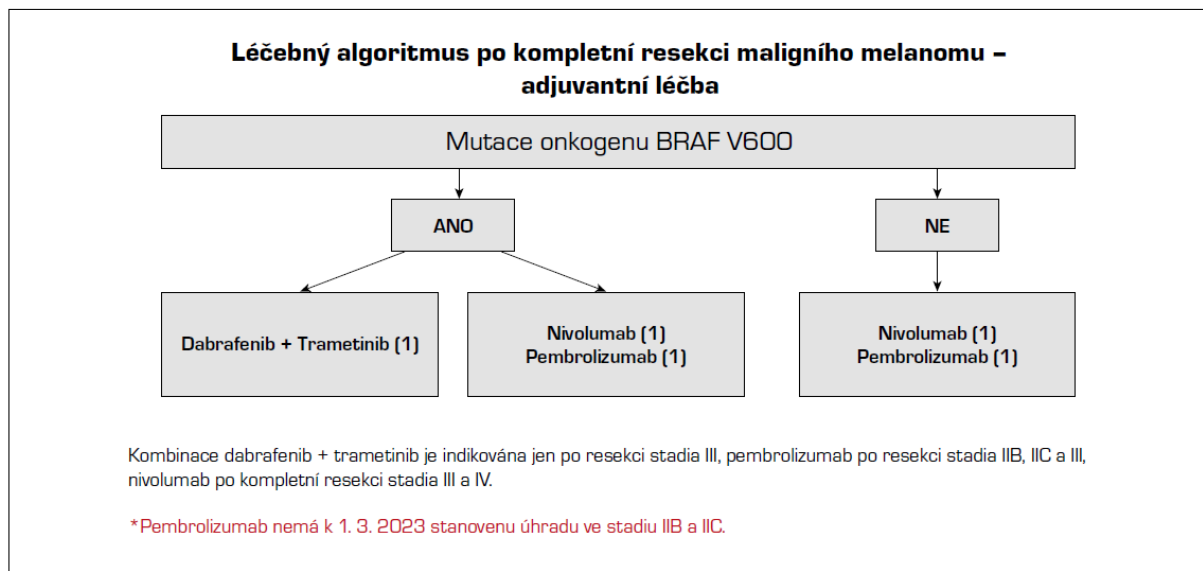 Léčebný algoritmus po kompletní resekci maligního melanomu –
adjuvantní léčba
Mutace onkogenu BRAF V600
ANO
NE
Dabrafenib + Trametinib (1)
Nivolumab (1)
Pembrolizumab (1)
Nivolumab (1)
Pembrolizumab (1)
Kombinace dabrafenib + trametinib je indikována jen po resekci stadia III, pembrolizumab po resekci stadia IIB, IIC a III,
nivolumab po kompletní resekci stadia III a IV.
*Pembrolizumab nemá k 1. 3. 2023 stanovenu úhradu ve stadiu IIB a IIC.